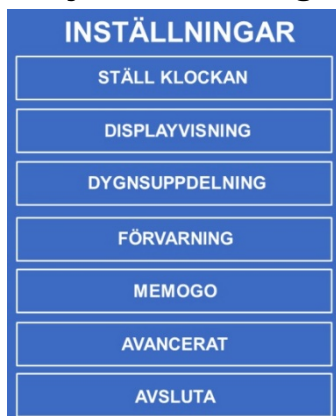 INSTÄLLNINGAR
STÄLL KLOCKAN
DISPLAYVISNING
DYGNSUPPDELNING
FÖRVARNING
MEMOGO
AVANCERAT
AVSLUTA